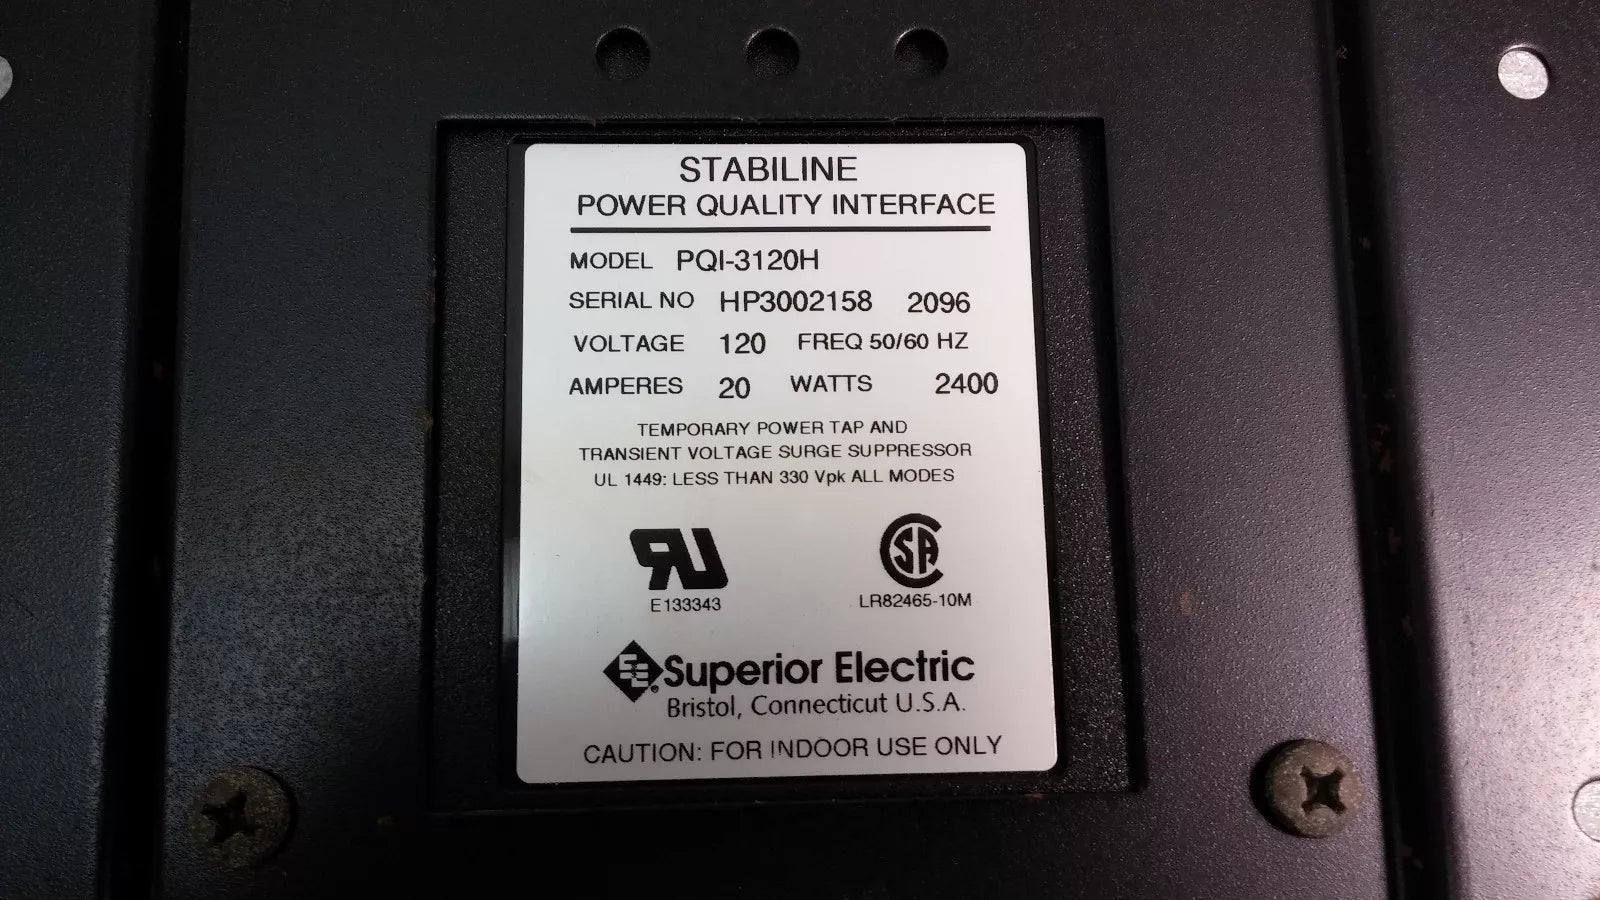 STABILINE
POWER QUALITY INTERFACE
MODEL PQI-3120H
SERIAL NO HP3002158 2096
VOLTAGE 120 FREQ 50/60 HZ
AMPERES 20 WATTS 2400
TEMPORARY POWER TAP AND
TRANSIENT VOLTAGE SURGE SUPPRESSOR
UL 1449: LESS THAN 330 Vpk ALL MODES
RU SA
E133343 LR82465-10M
Superior Electric
Bristol, Connecticut U.S.A.
CAUTION: FOR INDOOR USE ONLY